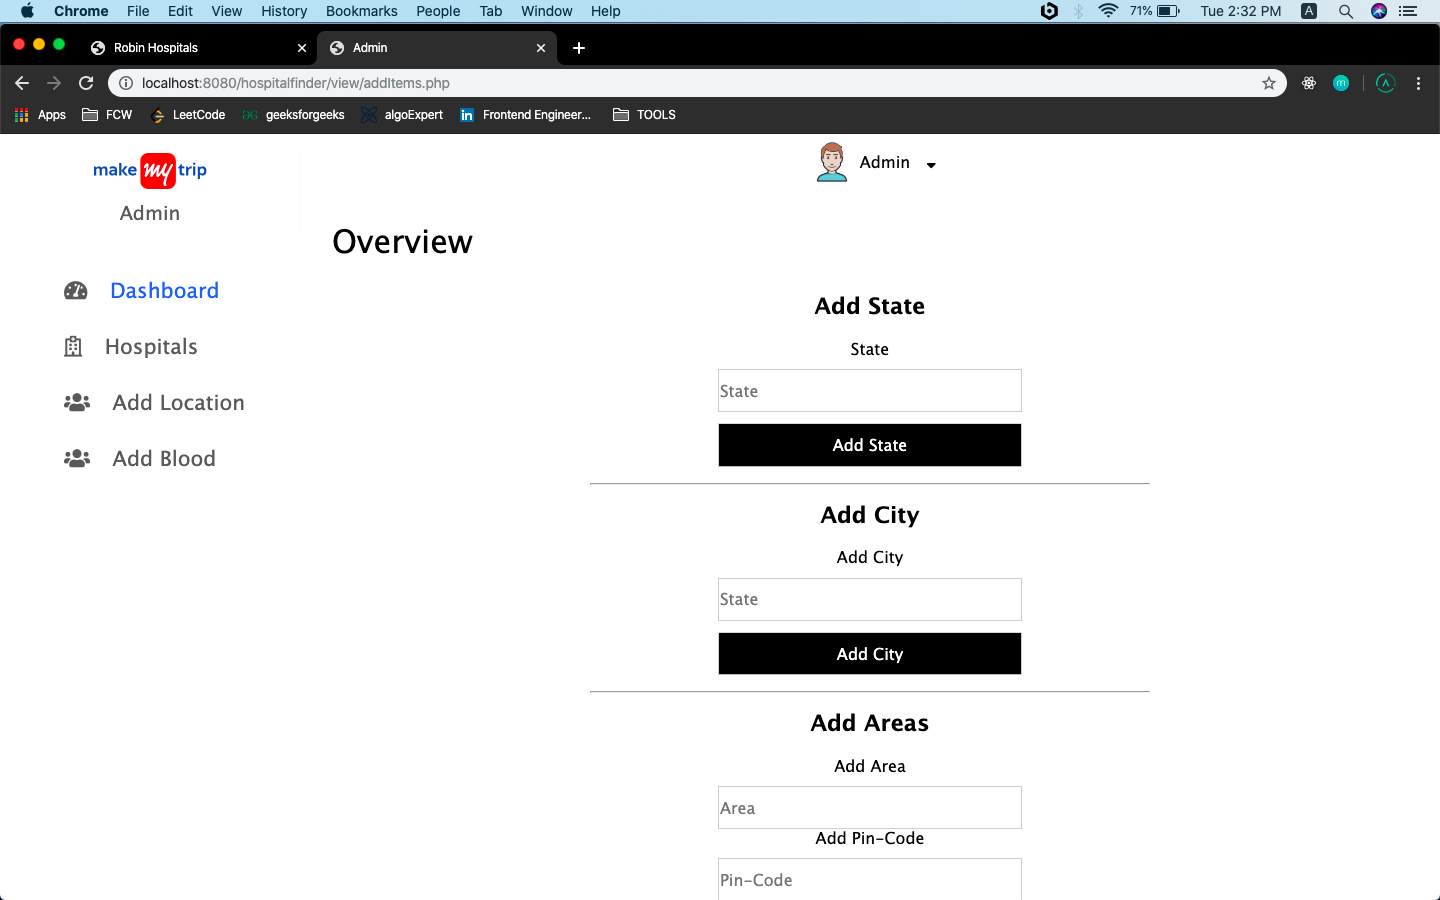 Chrome File Edit View History Bookmarks People Tab Window Help 71% Tue 2:32 PM A
Robin Hospitals Admin
localhost:8080/hospitalfinder/view/addItems.php m
Apps FCW LeetCode geeksforgeeks algoExpert in Frontend Engineer... TOOLS
make my trip
Admin
Dashboard
Hospitals
Add Location
Add Blood
Admin
Overview
Add State
State
State
Add State
Add City
Add City
State
Add City
Add Areas
Add Area
Area
Add Pin-Code
Pin-Code